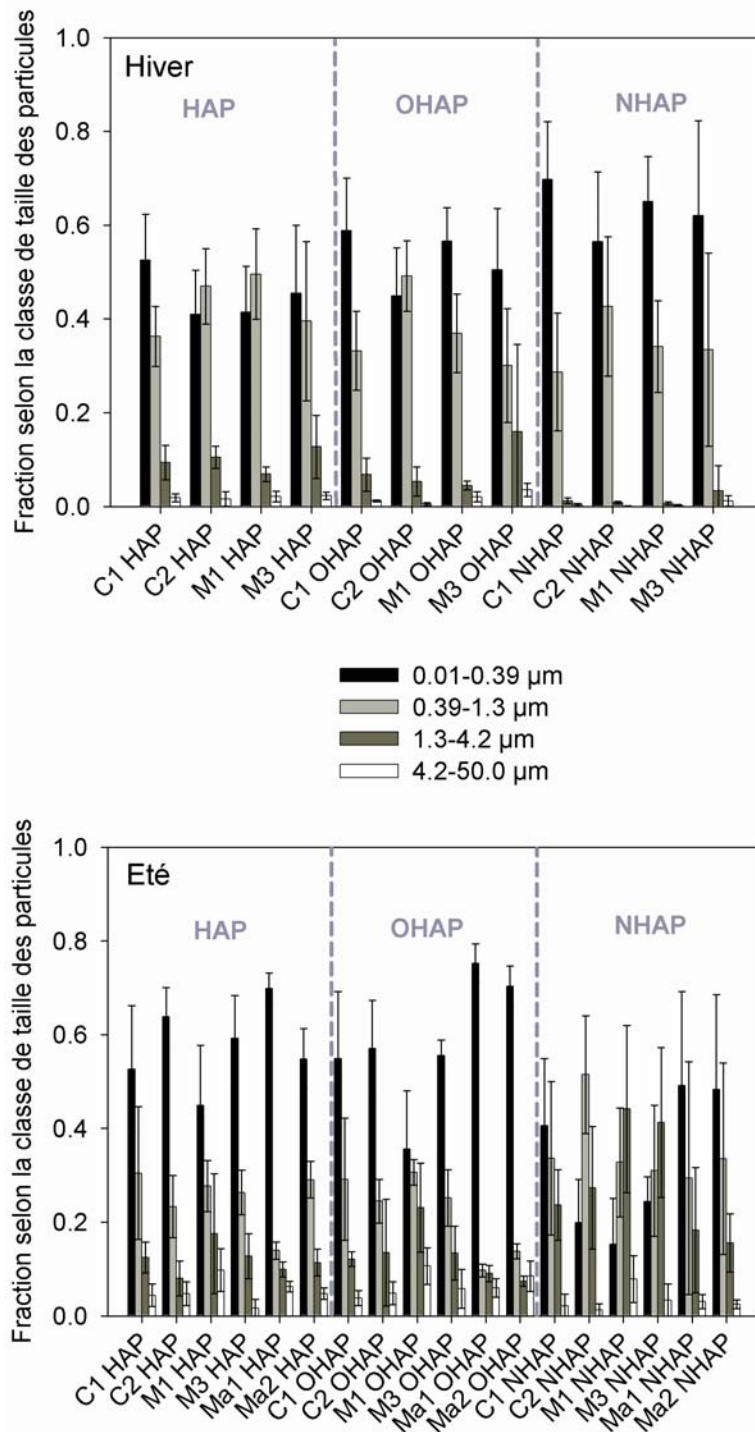 Fraction selon la classe de taille des particules
1.0
0.8
0.6
0.4
0.2
0.0
Hiver
HAP
OHAP
NHAP
C1 HAP
C2 HAP
M1 HAP
M3 HAP
C1 OHAP
C2 OHAP
M1 OHAP
M3 OHAP
C1 NHAP
C2 NHAP
M1 NHAP
M3 NHAP
0.01-0.39 µm
0.39-1.3 µm
1.3-4.2 µm
4.2-50.0 µm
Fraction selon la classe de taille des particules
1.0
0.8
0.6
0.4
0.2
0.0
Eté
HAP
OHAP
NHAP
C1 HAP
C2 HAP
M1 HAP
M3 HAP
Ma1 HAP
Ma2 HAP
C1 OHAP
C2 OHAP
M1 OHAP
M3 OHAP
Ma1 OHAP
Ma2 OHAP
C1 NHAP
C2 NHAP
M1 NHAP
M3 NHAP
Ma1 NHAP
Ma2 NHAP